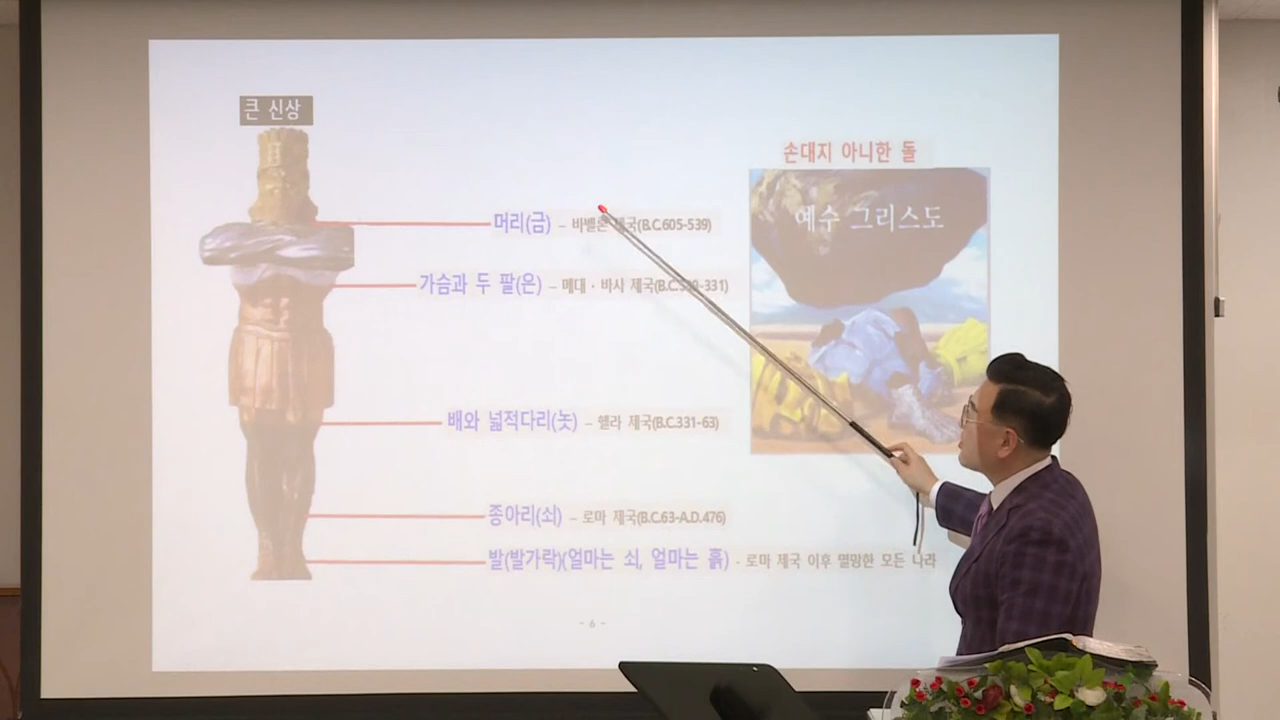 큰 신상
손대지 아니한 돌
예수 그리스도
머리(금) – 바벨론 제국(B.C.605-539)
가슴과 두 팔(은) – 메대·바사 제국(B.C.539-331)
배와 넓적다리(놋) – 헬라 제국(B.C.331-63)
종아리(쇠) – 로마 제국(B.C.63-A.D.476)
발(발가락)(얼마는 쇠, 얼마는 흙) - 로마 제국 이후 멸망한 모든 나라
- 6 -